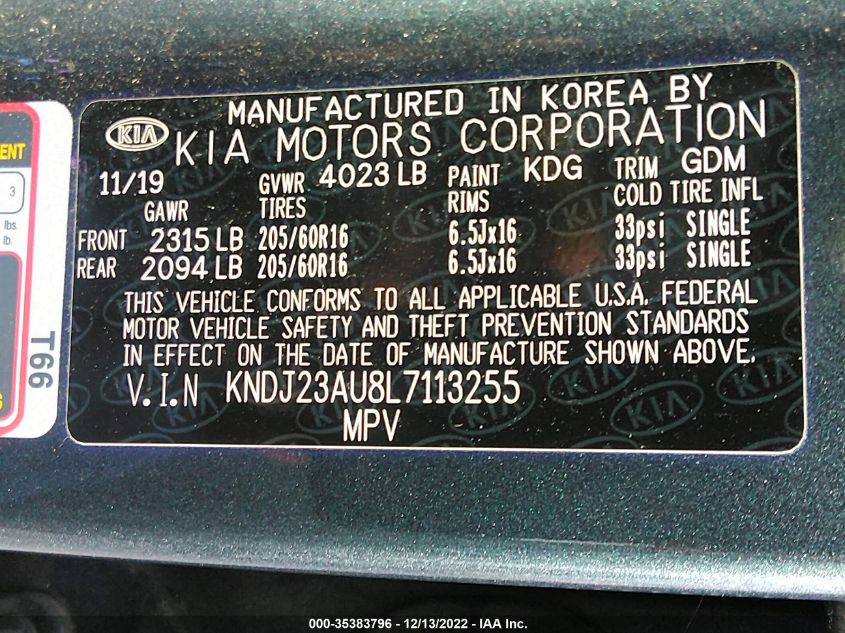 MANUFACTURED IN KOREA BY
KIA KIA MOTORS CORPORATION
11/19 GVWR 4023 LB PAINT KDG TRIM GDM
GAWR TIRES RIMS COLD TIRE INFL
FRONT 2315 LB 205/60R16 6.5Jx16 33psi SINGLE
REAR 2094 LB 205/60R16 6.5Jx16 33psi SINGLE
THIS VEHICLE CONFORMS TO ALL APPLICABLE U.S.A. FEDERAL
MOTOR VEHICLE SAFETY AND THEFT PREVENTION STANDARDS
IN EFFECT ON THE DATE OF MANUFACTURE SHOWN ABOVE.
V.I.N KNDJ23AU8L7113255
MPV
ENT
3
lbs.
lb.
T66
S
000-35383796 - 12/13/2022 - IAA Inc.